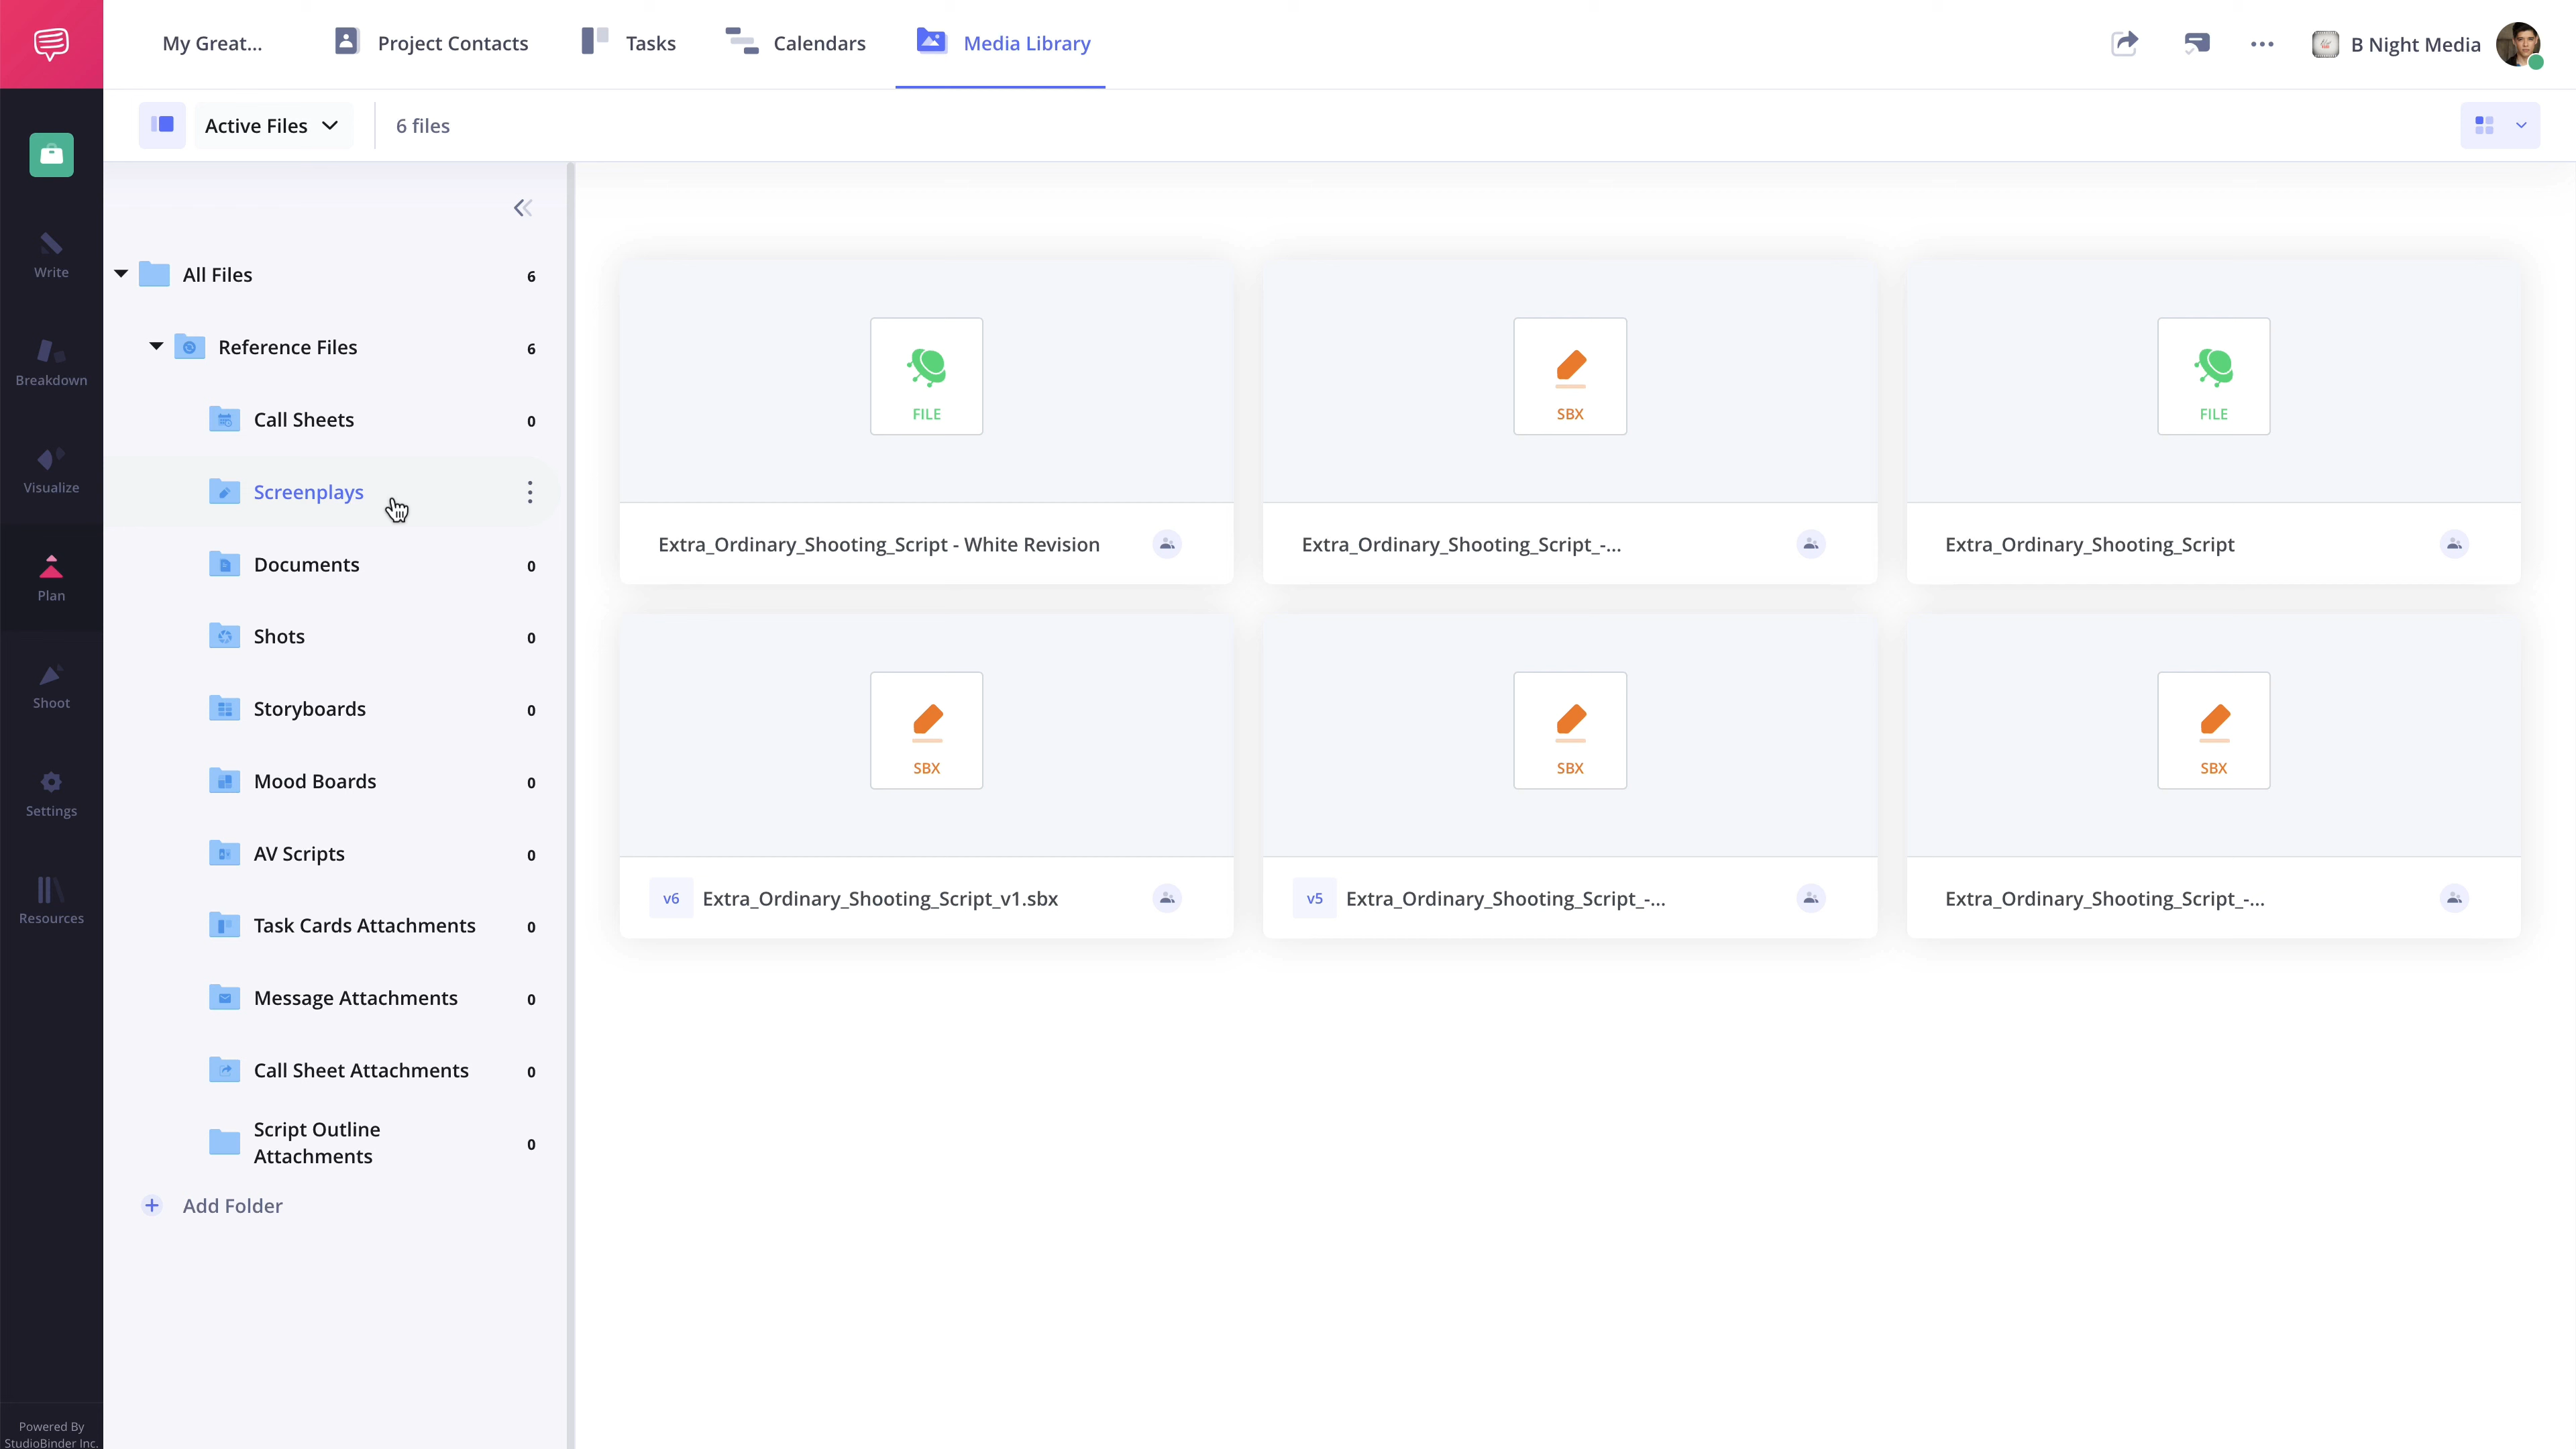 My Great...
Project Contacts
Tasks
Calendars
Media Library
B Night Media
Active Files
6 files
Write
Breakdown
Visualize
Plan
Shoot
Settings
Resources
Powered By
StudioBinder Inc.
All Files 6
Reference Files 6
Call Sheets 0
Screenplays
Documents 0
Shots 0
Storyboards 0
Mood Boards 0
AV Scripts 0
Task Cards Attachments 0
Message Attachments 0
Call Sheet Attachments 0
Script Outline
Attachments 0
Add Folder
FILE
Extra_Ordinary_Shooting_Script - White Revision
SBX
Extra_Ordinary_Shooting_Script_-...
FILE
Extra_Ordinary_Shooting_Script
SBX
v6 Extra_Ordinary_Shooting_Script_v1.sbx
SBX
v5 Extra_Ordinary_Shooting_Script_-...
SBX
Extra_Ordinary_Shooting_Script_-...